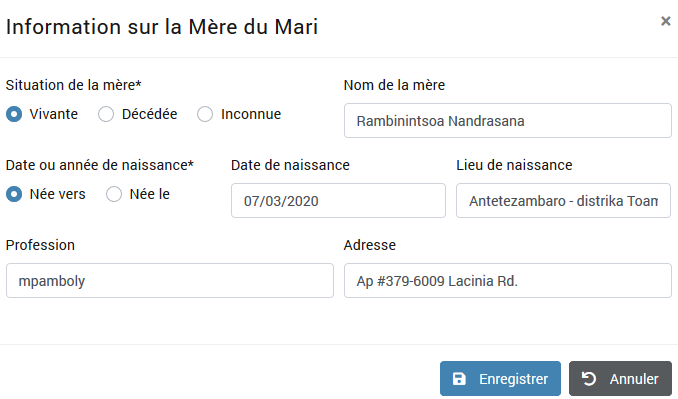 Information sur la Mère du Mari ×
Situation de la mère* Nom de la mère
Vivante Décédée Inconnue Rambinintsoa Nandrasana
Date ou année de naissance* Date de naissance Lieu de naissance
Née vers Née le 07/03/2020 Antetezambaro - distrika Toam
Profession Adresse
mpamboly Ap #379-6009 Lacinia Rd.
Enregistrer Annuler